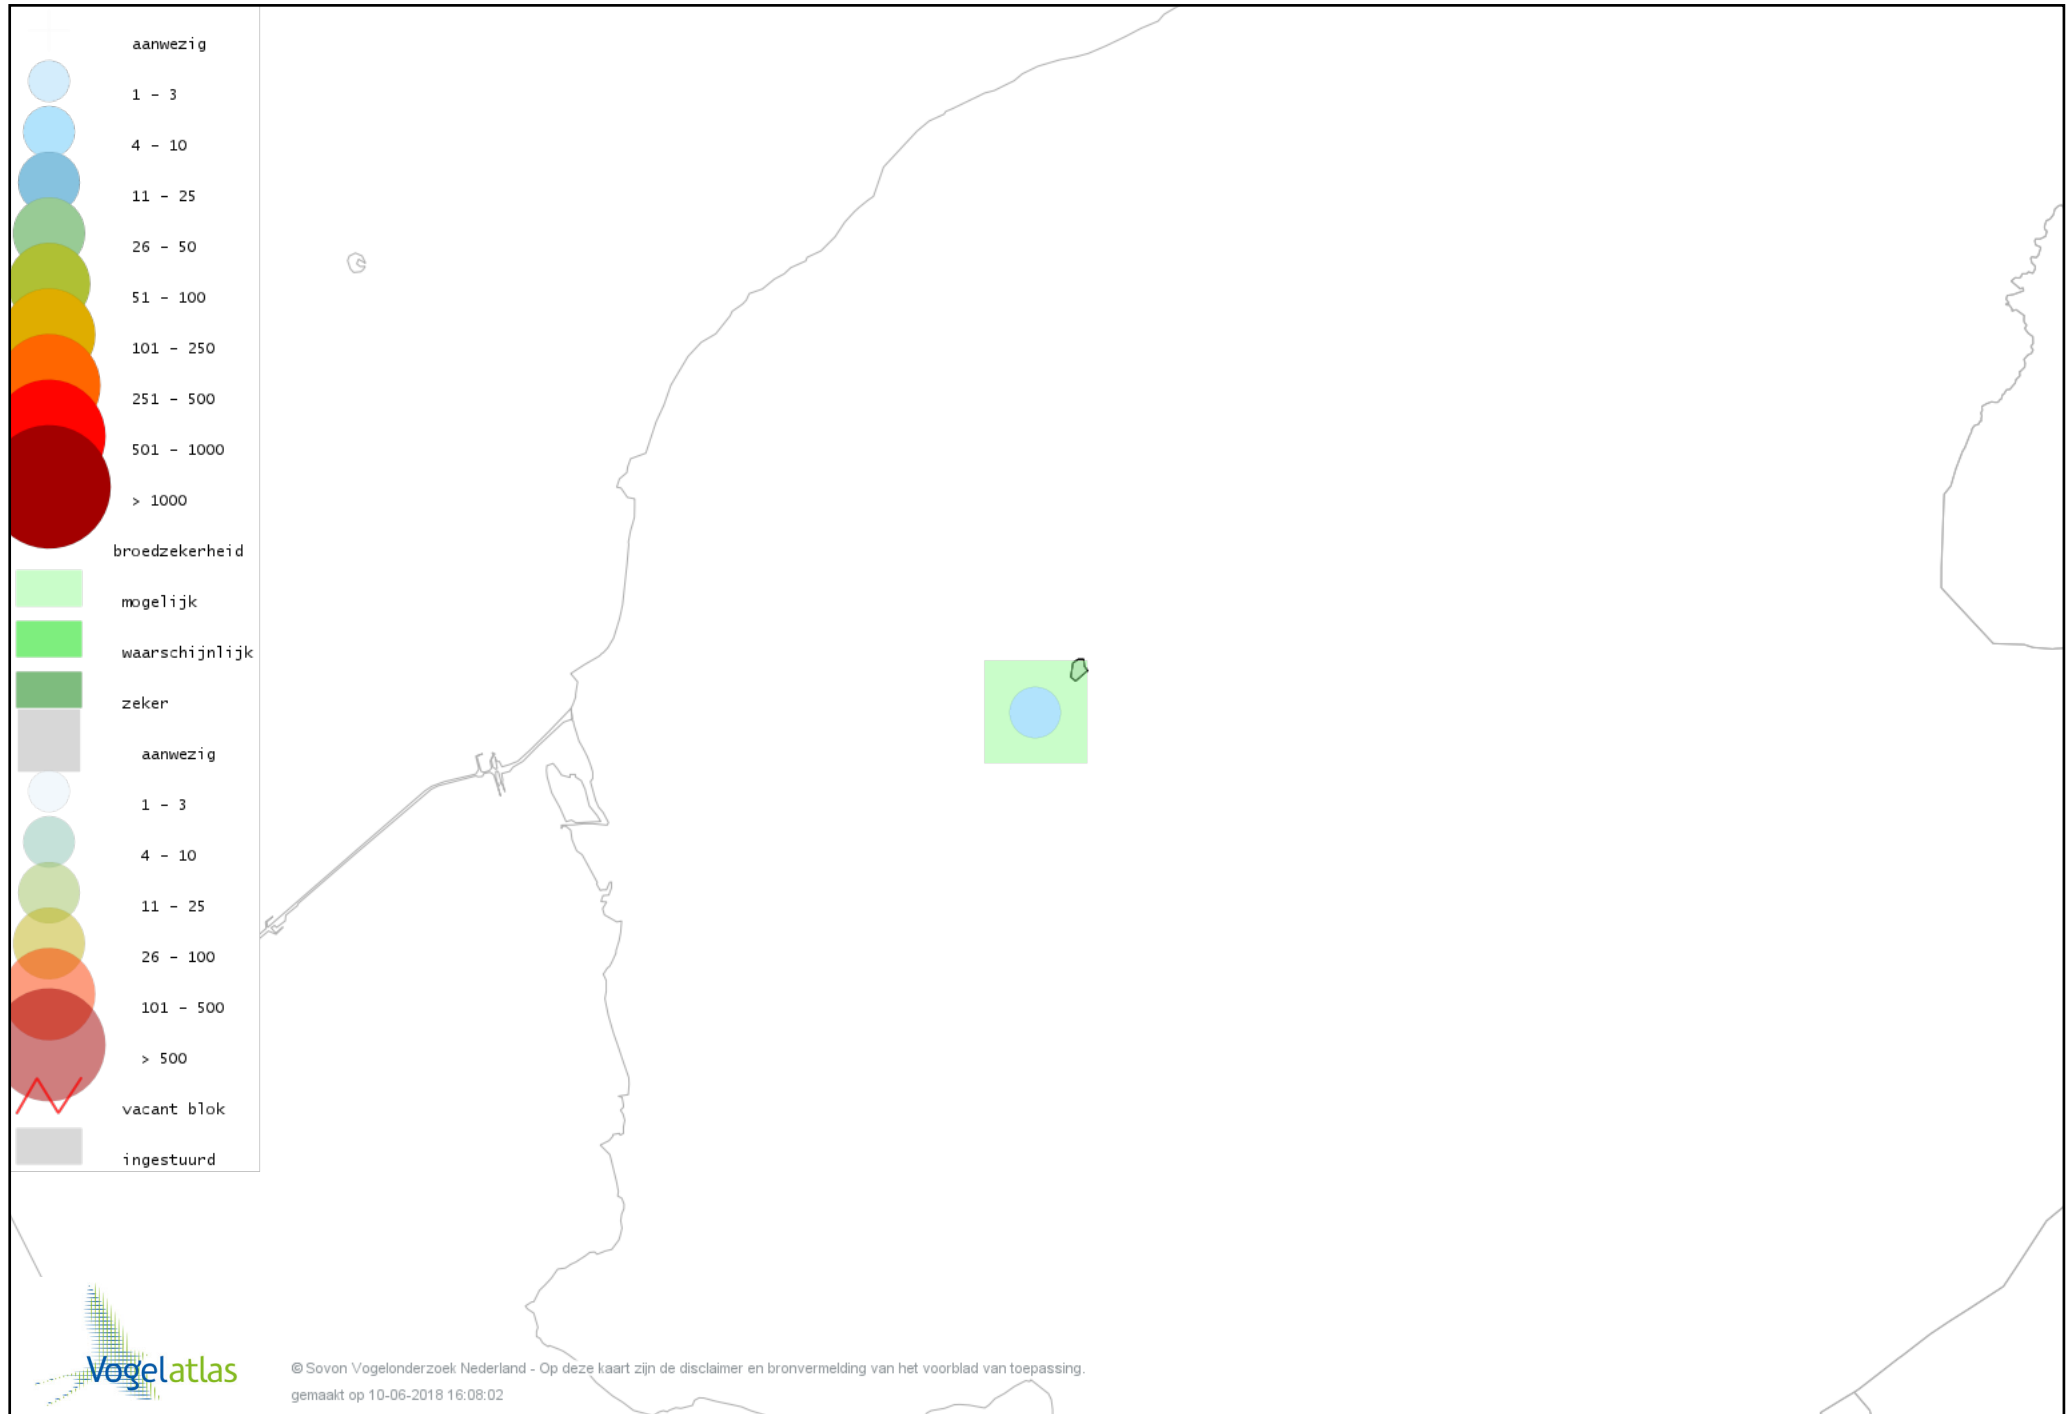 aanwezig
1 - 3
4 - 10
11 - 25
26 - 50
51 - 100
101 - 250
251 - 500
501 - 1000
> 1000
broedzekerheid
mogelijk
waarschijnlijk
zeker
aanwezig
1 - 3
4 - 10
11 - 25
26 - 100
101 - 500
> 500
vacant blok
ingestuurd
Vogelatlas
© Sovon Vogelonderzoek Nederland - Op deze kaart zijn de disclaimer en bronvermelding van het voorblad van toepassing.
gemaakt op 10-06-2018 16:08:02